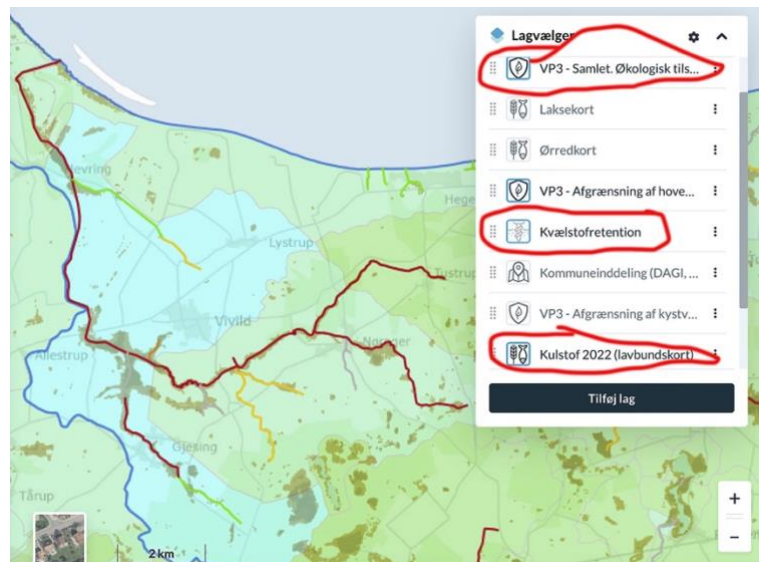 Lagvælger
VP3 - Samlet. Økologisk tils...
Laksekort
Ørredkort
VP3 - Afgrænsning af hove...
Kvælstofretention
Kommuneinddeling (DAGI, ...
VP3 - Afgrænsning af kystv...
Kulstof 2022 (lavbundskort)
Tilføj lag
Hege
Lystrup
Tustrup
Vivild
Nørager
Allestrup
Gjesing
Tårup
2 km
+
−